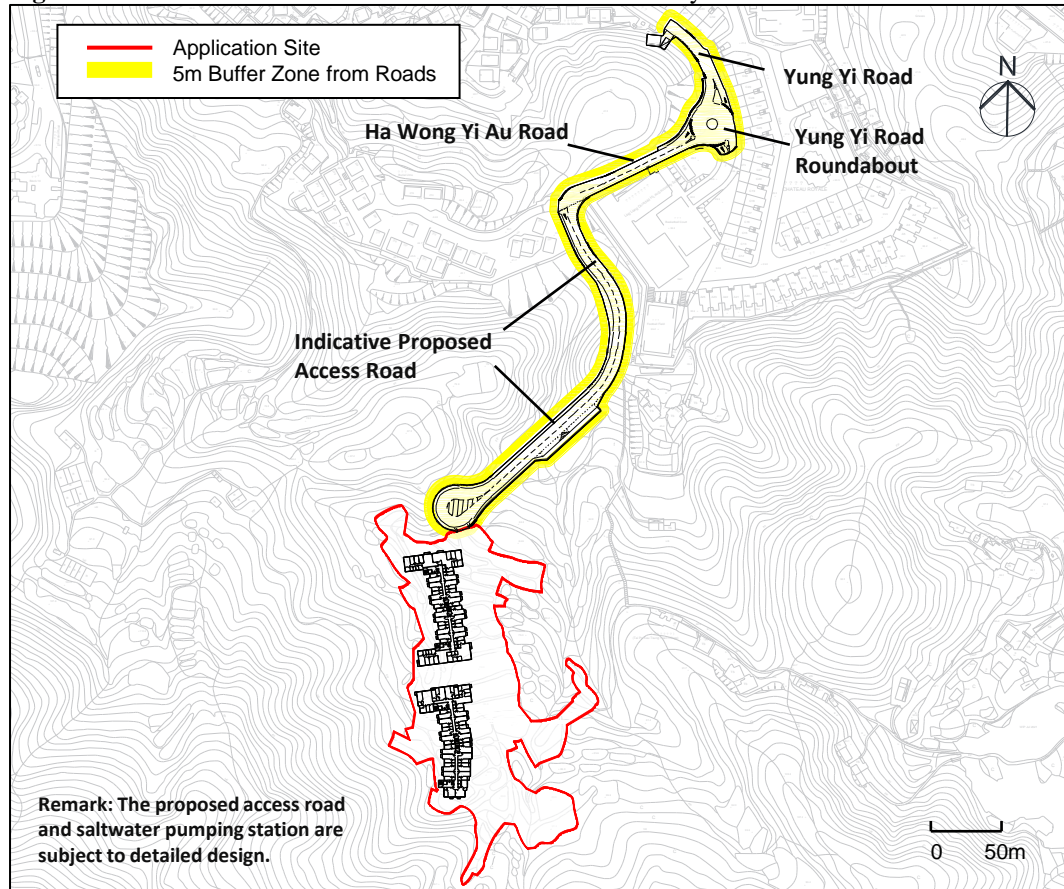 Application Site
5m Buffer Zone from Roads
N
Yung Yi Road
Ha Wong Yi Au Road
Yung Yi Road
Roundabout
Indicative Proposed
Access Road
Remark: The proposed access road
and saltwater pumping station are
subject to detailed design.
0 50m